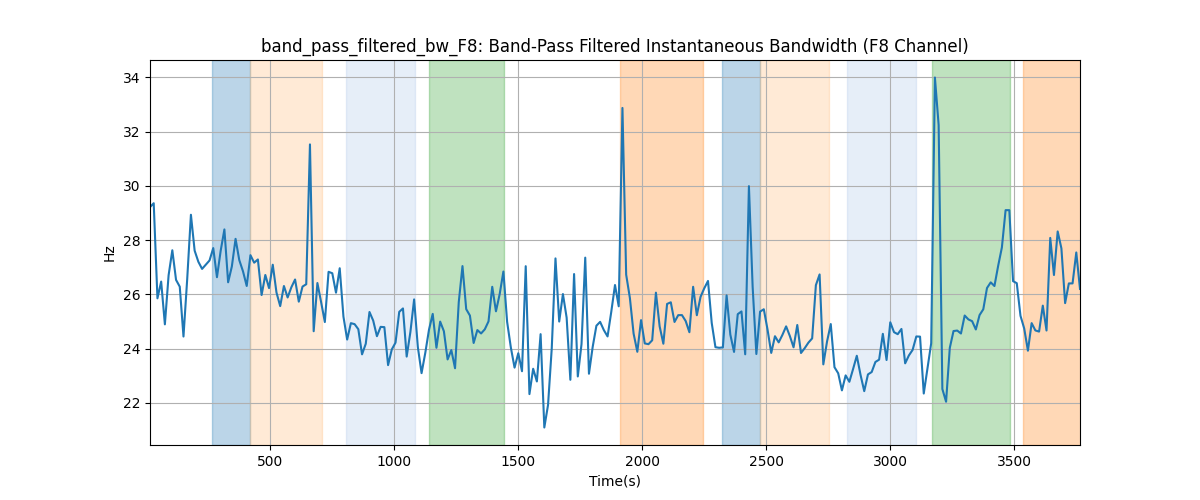 band_pass_filtered_bw_F8: Band-Pass Filtered Instantaneous Bandwidth (F8 Channel)
34
32
30
28
26
24
22
Hz
500 1000 1500 2000 2500 3000 3500
Time(s)